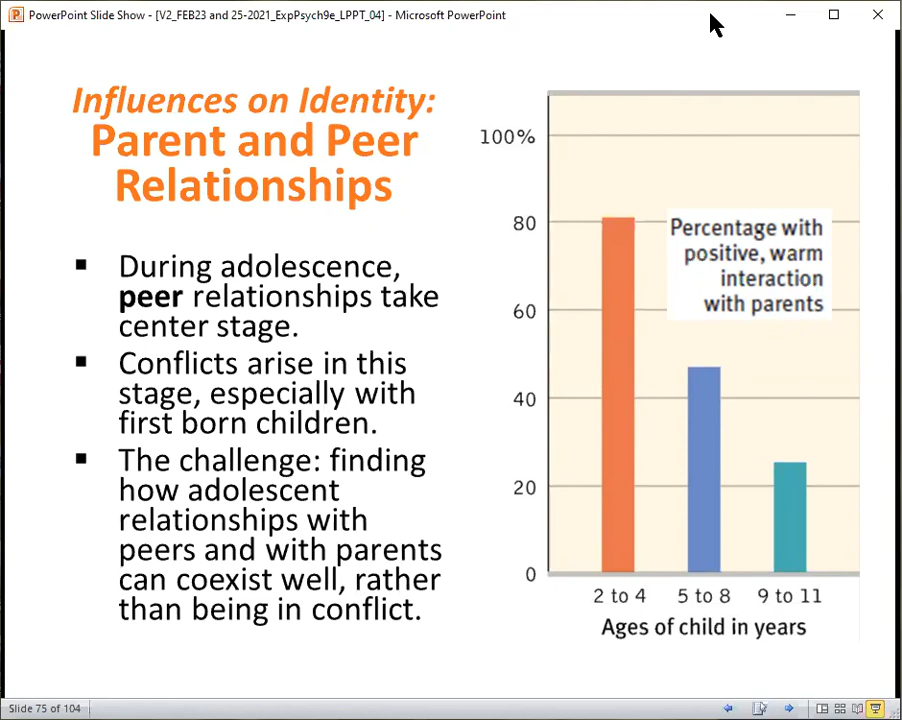 PowerPoint Slide Show - [V2_FEB23 and 25-2021_ExpPsych9e_LPPT_04] - Microsoft PowerPoint
Influences on Identity:
Parent and Peer
Relationships
▪ During adolescence,
peer relationships take
center stage.
▪ Conflicts arise in this
stage, especially with
first born children.
▪ The challenge: finding
how adolescent
relationships with
peers and with parents
can coexist well, rather
than being in conflict.
100%
80
60
40
20
0
Percentage with
positive, warm
interaction
with parents
2 to 4 5 to 8 9 to 11
Ages of child in years
Slide 75 of 104